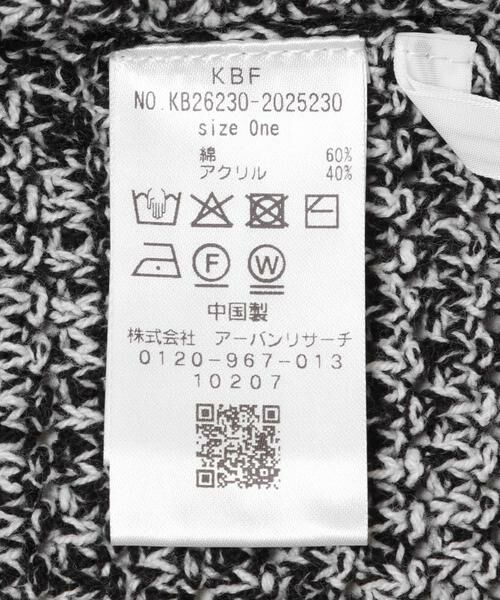 KBF
NO.KB26230-2025230
size One
綿 60%
アクリル 40%
F W
中国製
株式会社 アーバンリサーチ
0120-967-013
10207